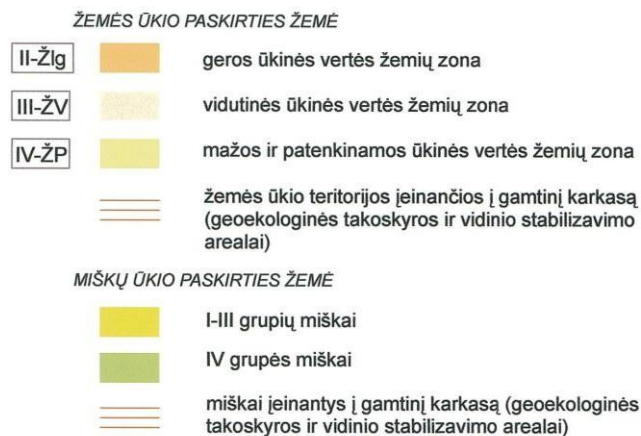 ŽEMĖS ŪKIO PASKIRTIES ŽEMĖ
II-Žlg geros ūkinės vertės žemių zona
III-ŽV vidutinės ūkinės vertės žemių zona
IV-ŽP mažos ir patenkinamos ūkinės vertės žemių zona
žemės ūkio teritorijos įeinančios į gamtinį karkasą
(geoekologinės takoskyros ir vidinio stabilizavimo
arealai)
MIŠKŲ ŪKIO PASKIRTIES ŽEMĖ
I-III grupių miškai
IV grupės miškai
miškai įeinantys į gamtinį karkasą (geoekologinės
takoskyros ir vidinio stabilizavimo arealai)